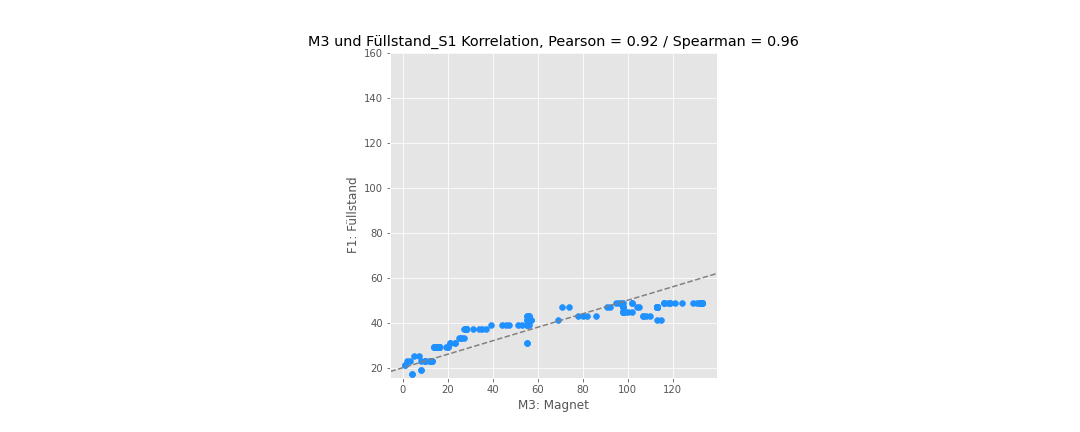 M3 und Füllstand_S1 Korrelation, Pearson = 0.92 / Spearman = 0.96
160
140
120
100
80
60
40
20
F1: Füllstand
0 20 40 60 80 100 120
M3: Magnet